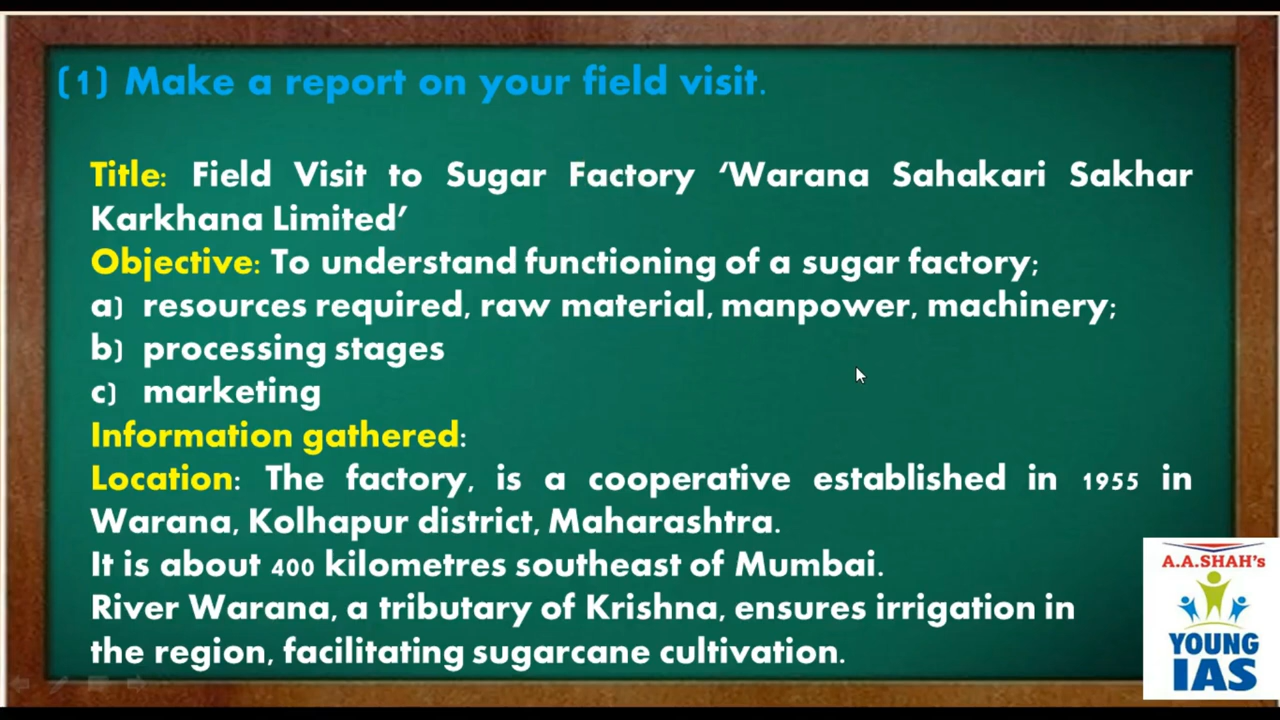 (1) Make a report on your field visit.
Title: Field Visit to Sugar Factory ‘Warana Sahakari Sakhar
Karkhana Limited’
Objective: To understand functioning of a sugar factory;
a) resources required, raw material, manpower, machinery;
b) processing stages
c) marketing
Information gathered:
Location: The factory, is a cooperative established in 1955 in
Warana, Kolhapur district, Maharashtra.
It is about 400 kilometres southeast of Mumbai.
River Warana, a tributary of Krishna, ensures irrigation in
the region, facilitating sugarcane cultivation.
A.A.SHAH's
YOUNG
IAS